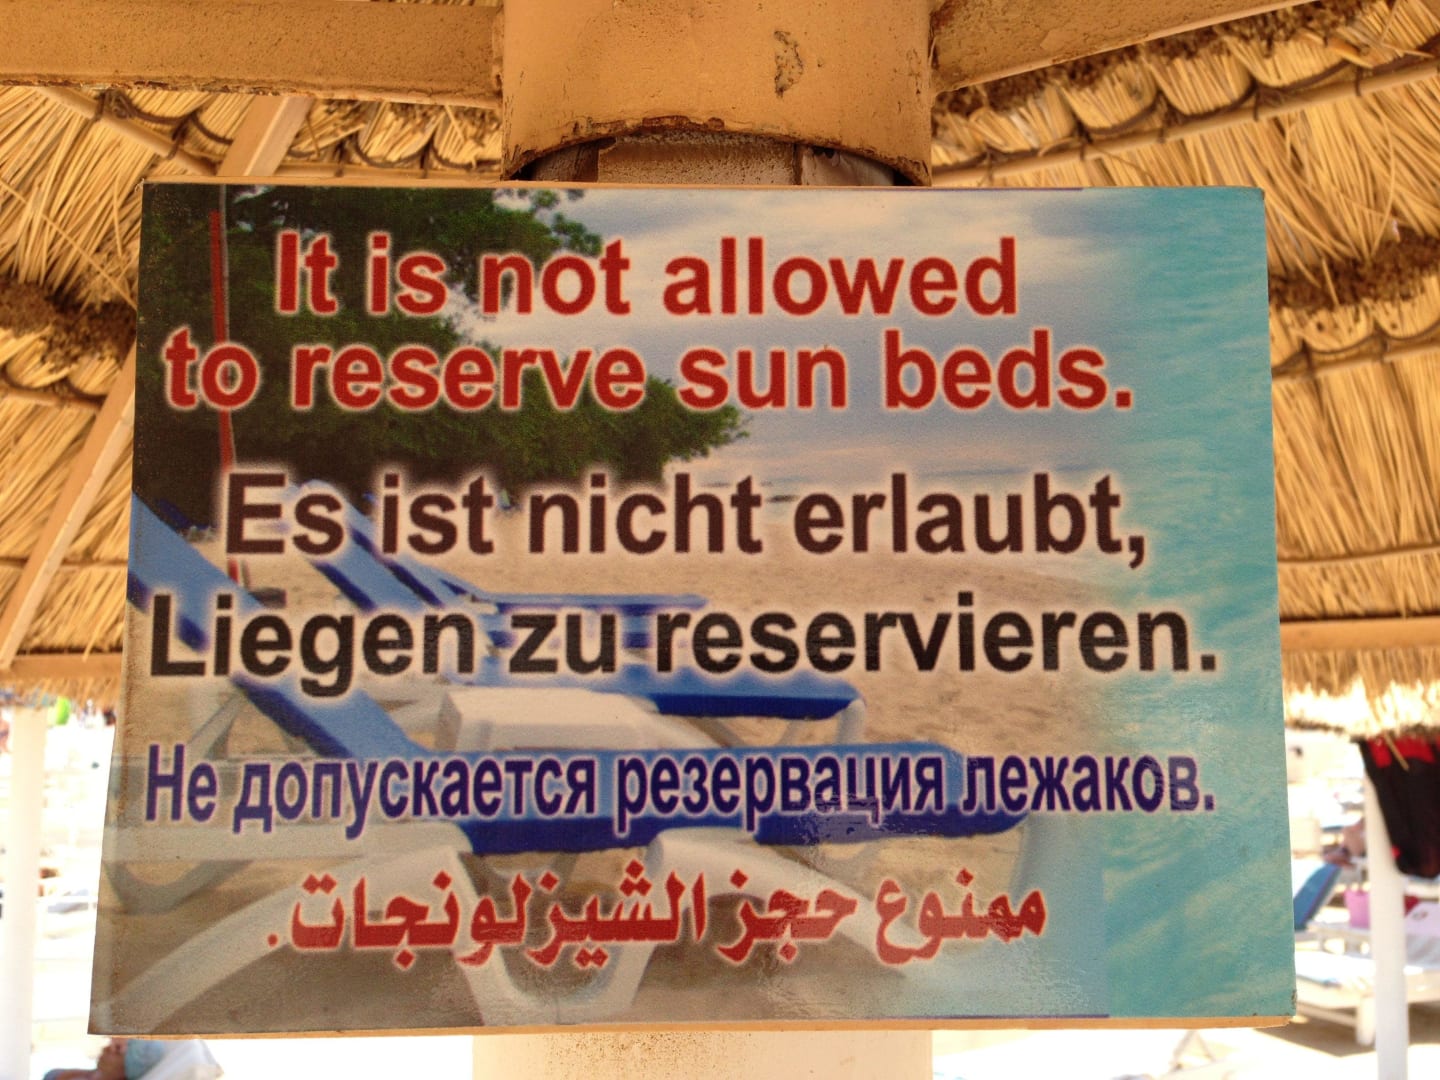 It is not allowed
to reserve sun beds.
Es ist nicht erlaubt,
Liegen zu reservieren.
Не допускается резервация лежаков.
ممنوع حجز الشيزلونجات.